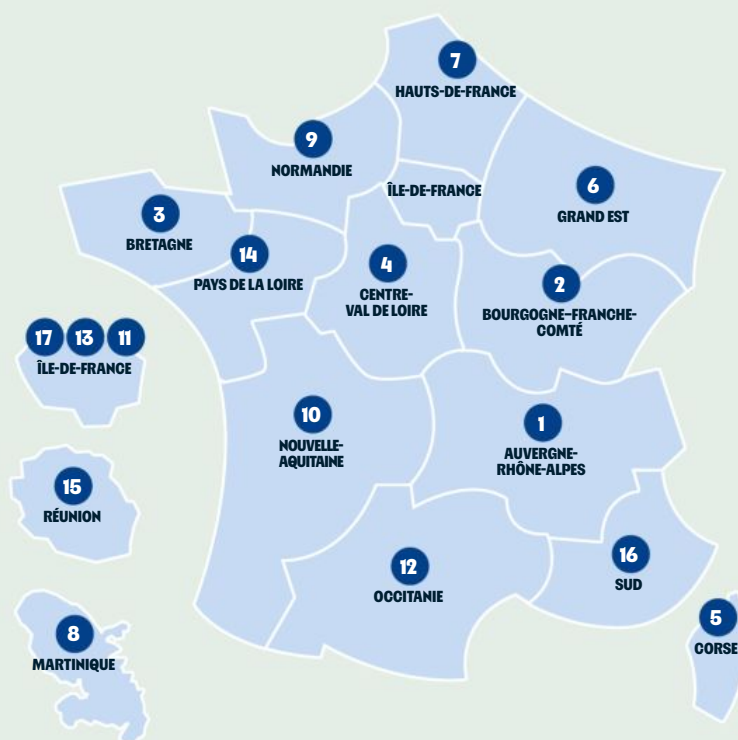 7
HAUTS-DE-FRANCE
9
NORMANDIE
ÎLE-DE-FRANCE
6
GRAND EST
3
BRETAGNE
14
PAYS DE LA LOIRE
4
CENTRE-
VAL DE LOIRE
2
BOURGOGNE–FRANCHE-
COMTÉ
17 13 11
ÎLE-DE-FRANCE
10
NOUVELLE-
AQUITAINE
1
AUVERGNE-
RHÔNE-ALPES
15
RÉUNION
12
OCCITANIE
16
SUD
8
MARTINIQUE
5
CORSE